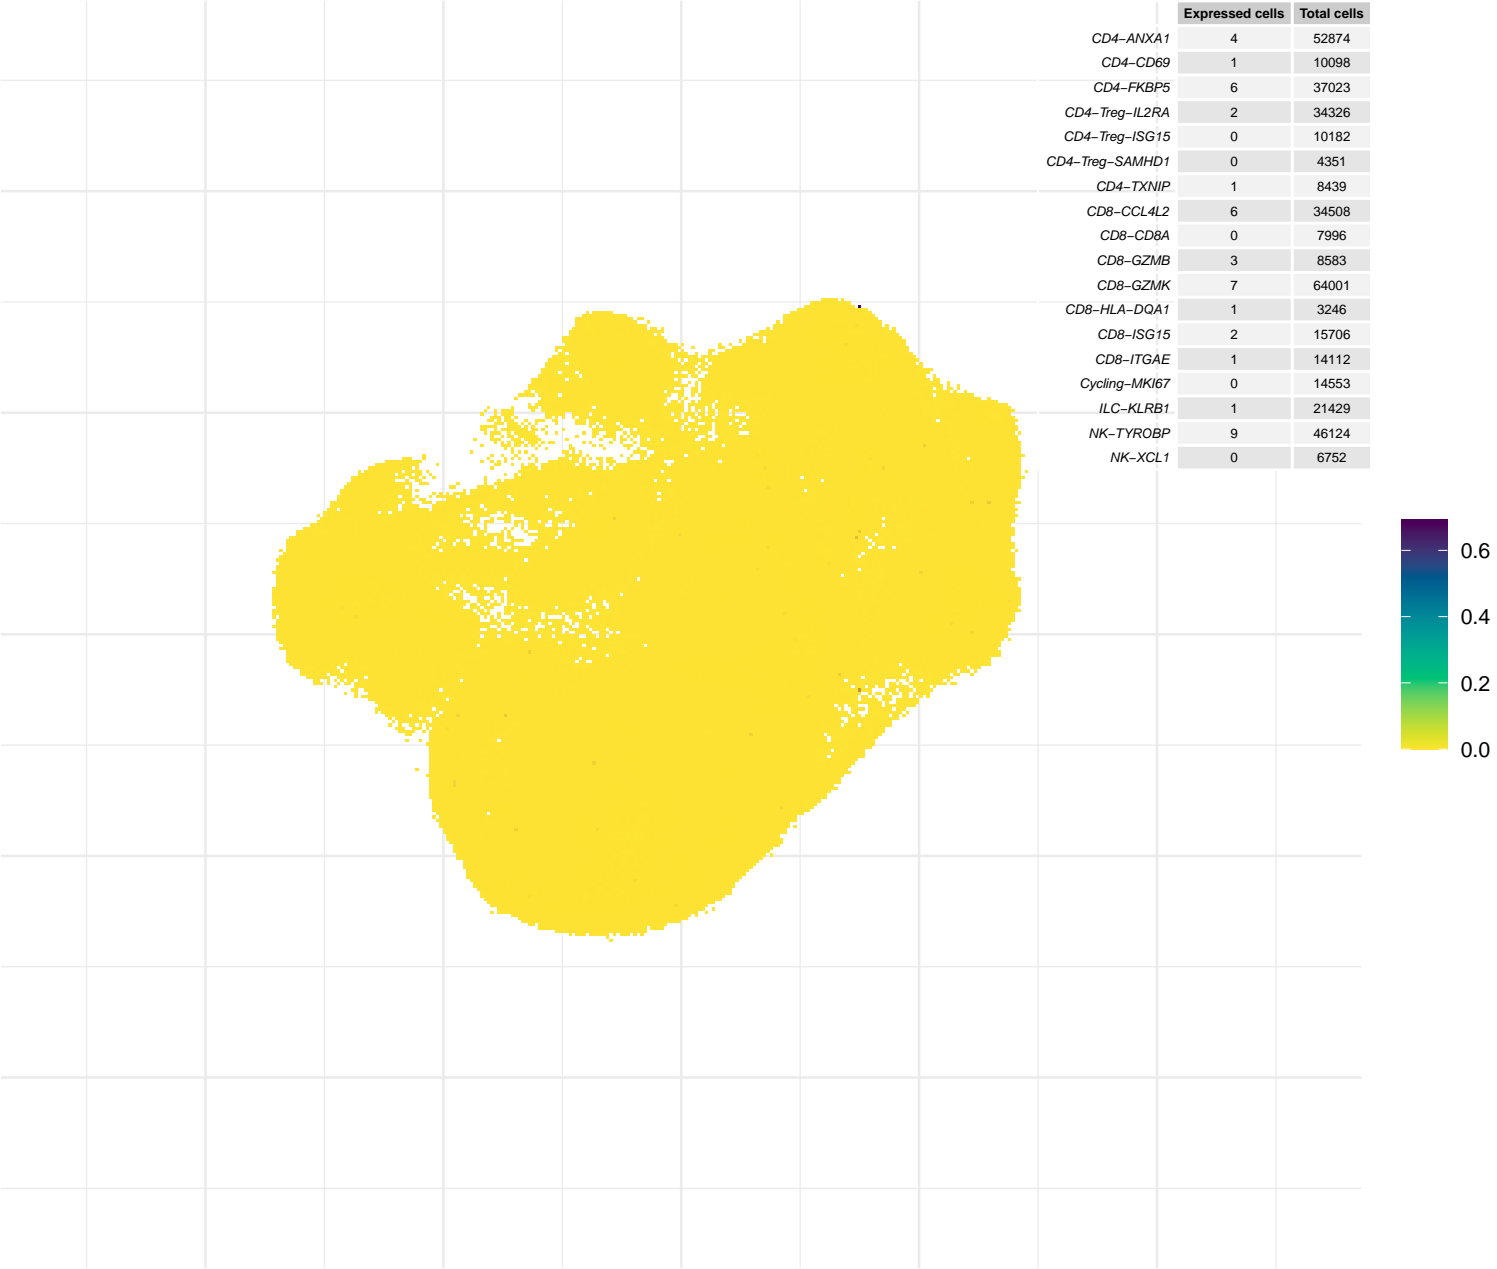 Expressed cells Total cells
CD4−ANXA1 4 52874
CD4−CD69 1 10098
CD4−FKBP5 6 37023
CD4−Treg−IL2RA 2 34326
CD4−Treg−ISG15 0 10182
CD4−Treg−SAMHD1 0 4351
CD4−TXNIP 1 8439
CD8−CCL4L2 6 34508
CD8−CD8A 0 7996
CD8−GZMB 3 8583
CD8−GZMK 7 64001
CD8−HLA−DQA1 1 3246
CD8−ISG15 2 15706
CD8−ITGAE 1 14112
Cycling−MKI67 0 14553
ILC−KLRB1 1 21429
NK−TYROBP 9 46124
NK−XCL1 0 6752
0.6
0.4
0.2
0.0